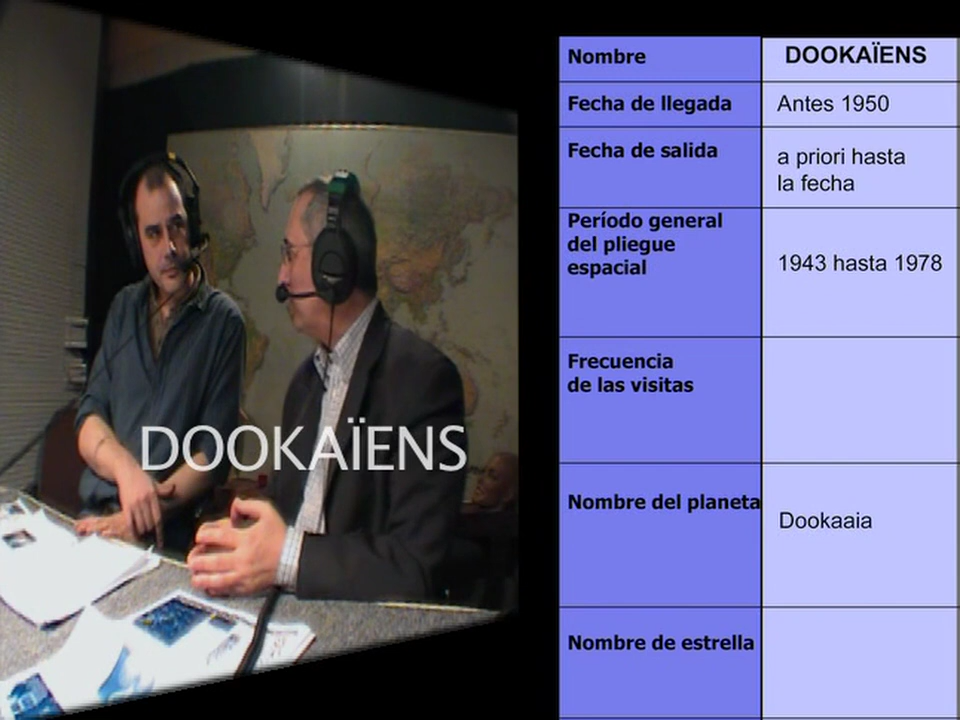 DOOKAÏENS
Nombre
DOOKAÏENS
Fecha de llegada
Antes 1950
Fecha de salida
a priori hasta
la fecha
Período general
del pliegue
espacial
1943 hasta 1978
Frecuencia
de las visitas
Nombre del planeta
Dookaaia
Nombre de estrella